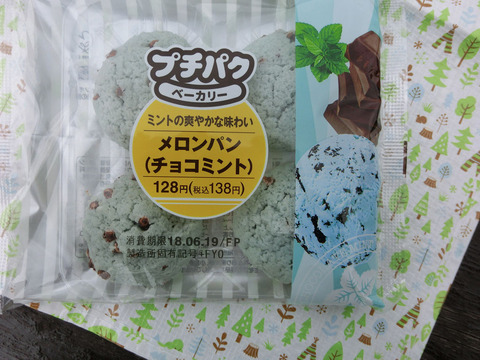 プチパク
ベーカリー
ミントの爽やかな味わい
メロンパン
(チョコミント)
128円(税込138円)
消費期限18.06.19/FP
製造所固有記号+FYO